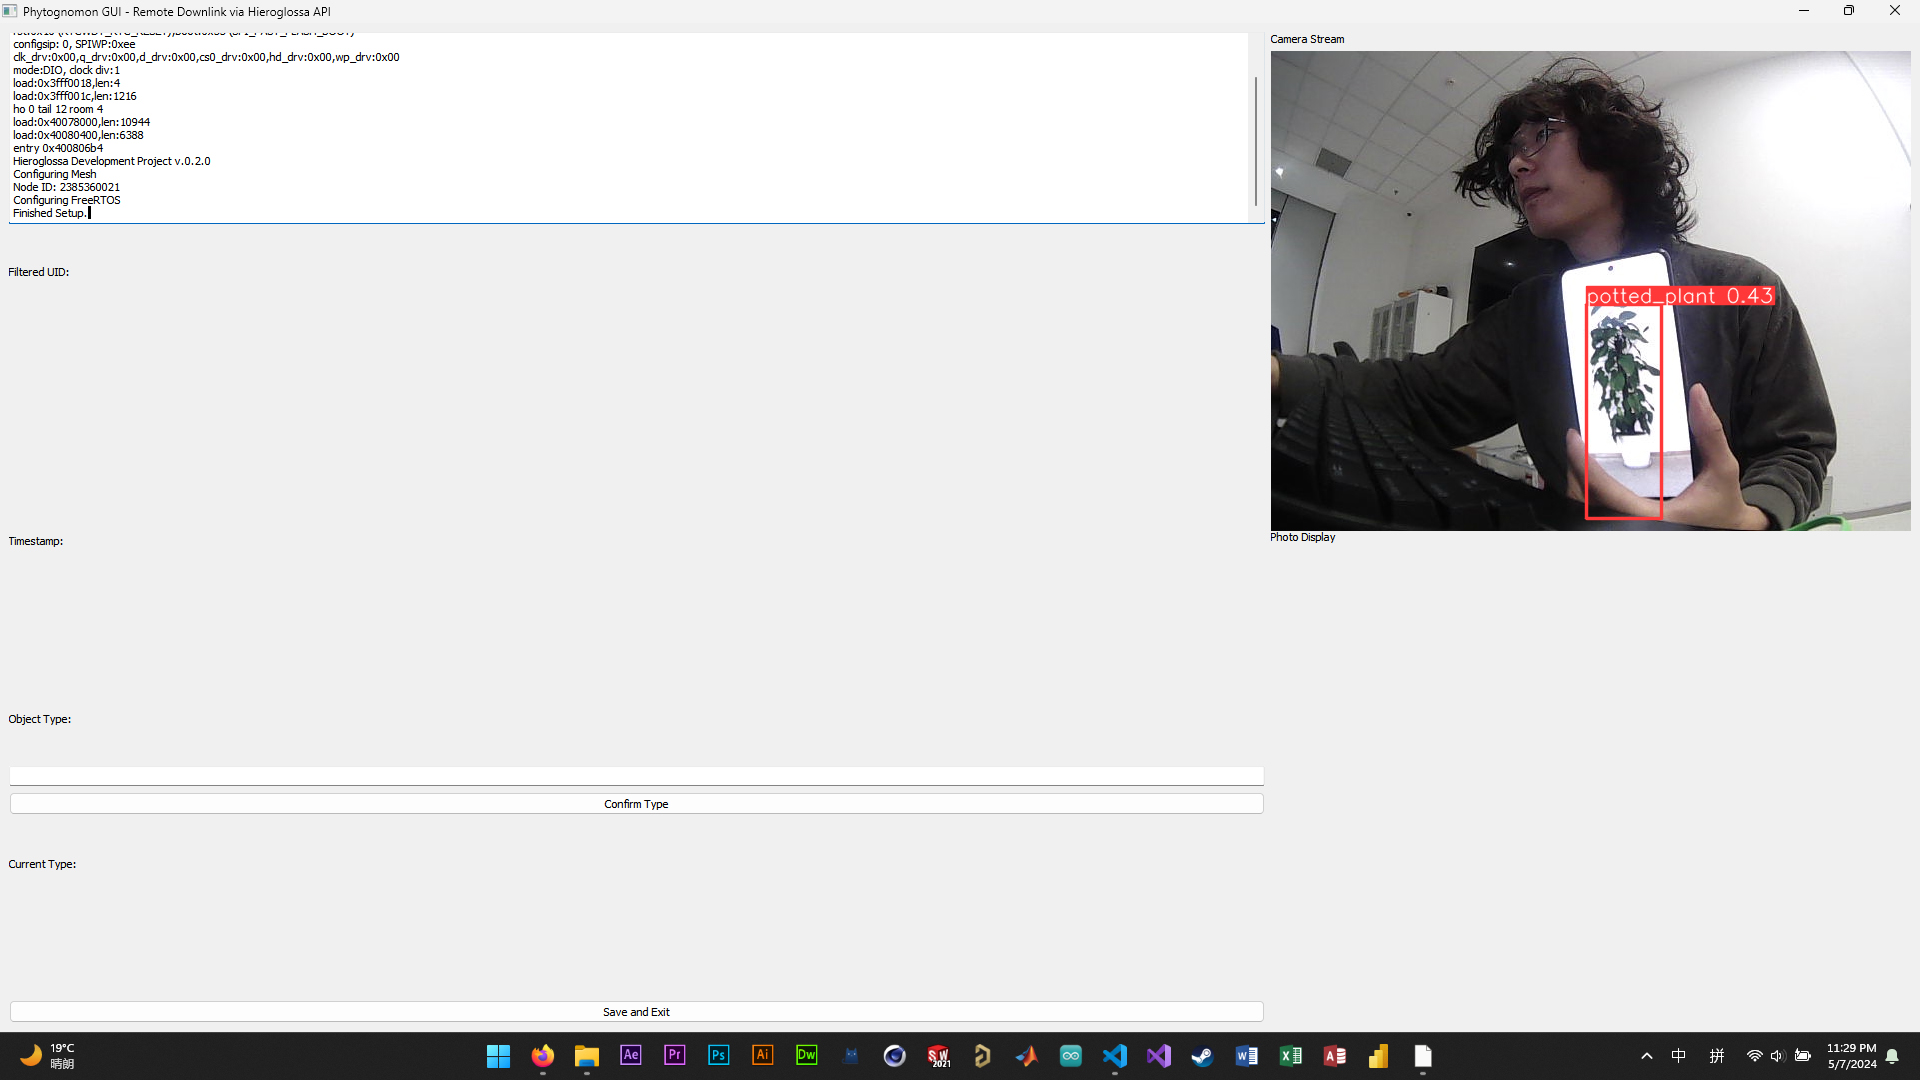 Phytognomon GUI - Remote Downlink via Hieroglossa API
configsip: 0, SPIWP:0xee
clk_drv:0x00,q_drv:0x00,d_drv:0x00,cs0_drv:0x00,hd_drv:0x00,wp_drv:0x00
mode:DIO, clock div:1
load:0x3fff0018,len:4
load:0x3fff001c,len:1216
ho 0 tail 12 room 4
load:0x40078000,len:10944
load:0x40080400,len:6388
entry 0x400806b4
Hieroglossa Development Project v.0.2.0
Configuring Mesh
Node ID: 2385360021
Configuring FreeRTOS
Finished Setup.
Filtered UID:
Timestamp:
Object Type:
Confirm Type
Current Type:
Save and Exit
Camera Stream
potted_plant 0.43
Photo Display
19°C
晴朗
Ae
Pr
Ps
Ai
Dw
SW
2021
中
拼
11:29 PM
5/7/2024